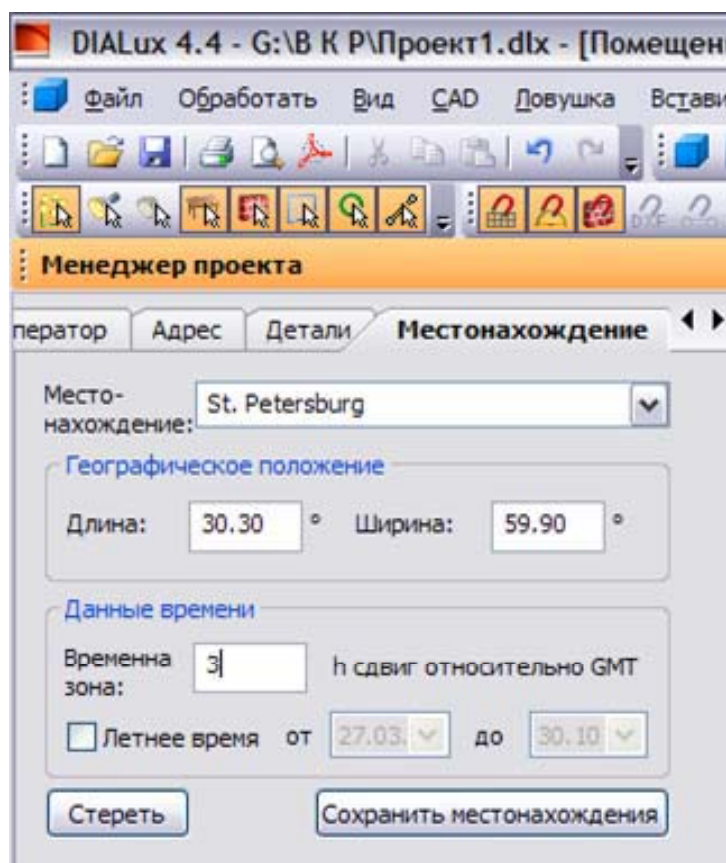 DIALux 4.4 - G:\В К Р\Проект1.dlx - [Помещен
Файл Обработать Вид CAD Ловушка Встави
DXF
Менеджер проекта
ператор Адрес Детали Местонахождение
Место-
нахождение: St. Petersburg
Географическое положение
Длина: 30.30 ° Ширина: 59.90 °
Данные времени
Временна
зона: 3 h сдвиг относительно GMT
Летнее время от 27.03. до 30.10
Стереть Сохранить местонахождения